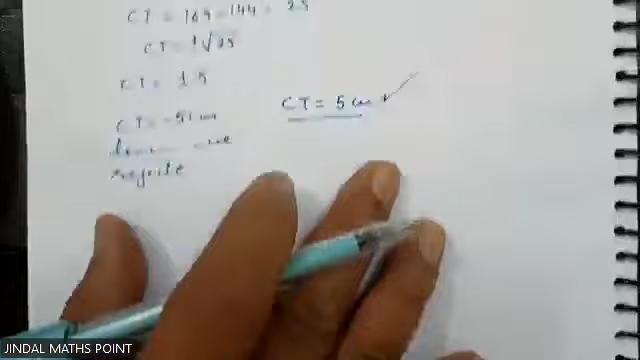 CT = 169 - 144 = 25
CT = ±√25
CT = ± 5
CT = 5 cm ✓
CT = -5 cm
JINDAL MATHS POINT